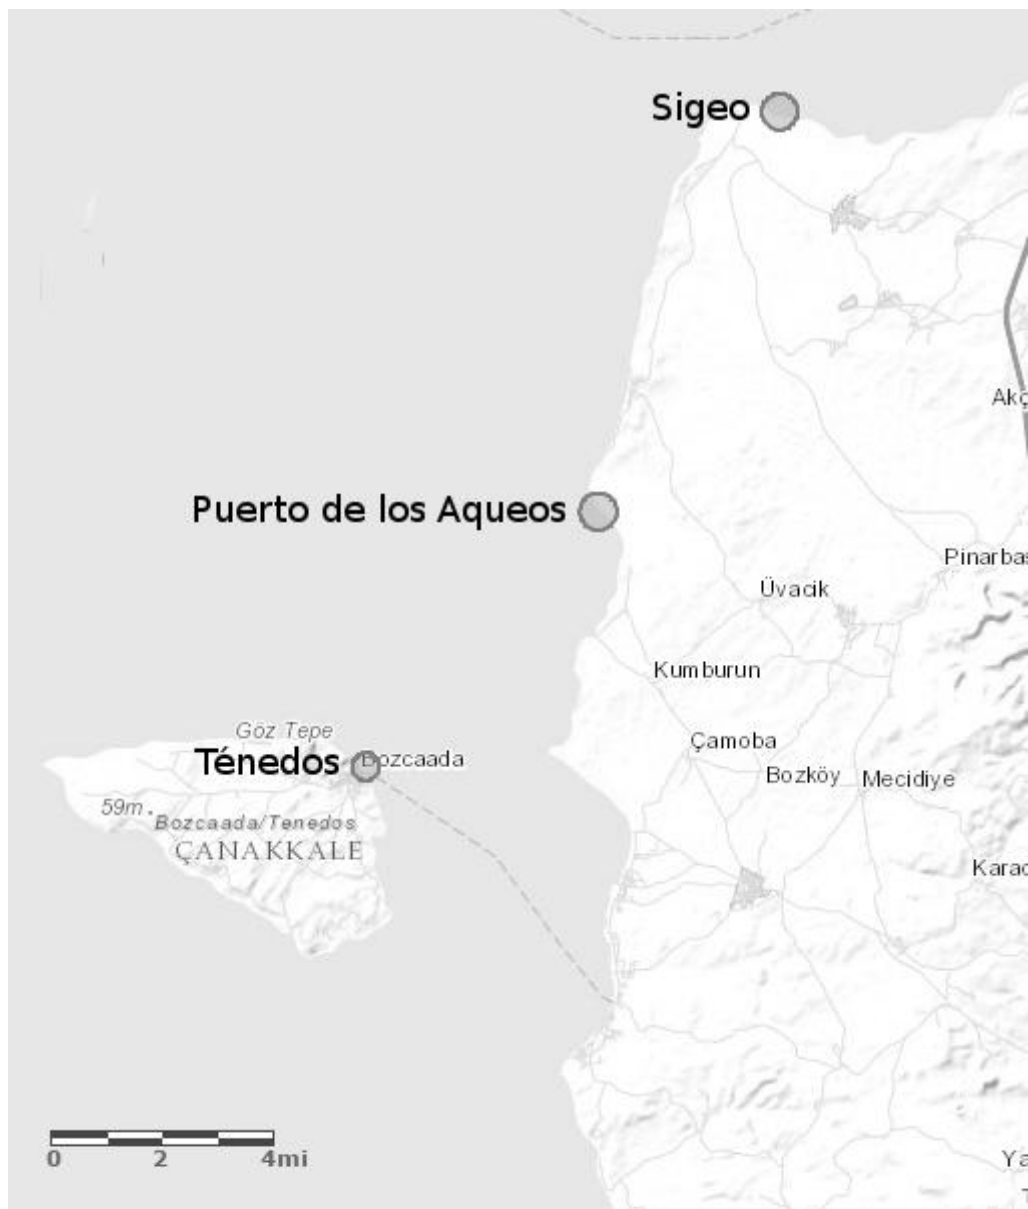 Sigeo
Akç
Puerto de los Aqueos
Pinarbaş
Üvacik
Kumburun
Göz Tepe
Çamoba
Ténedos
Bozcaada
Bozköy
Mecidiye
59m
Bozcaada/Tenedos
ÇANAKKALE
Karac
0 2 4mi
Ya